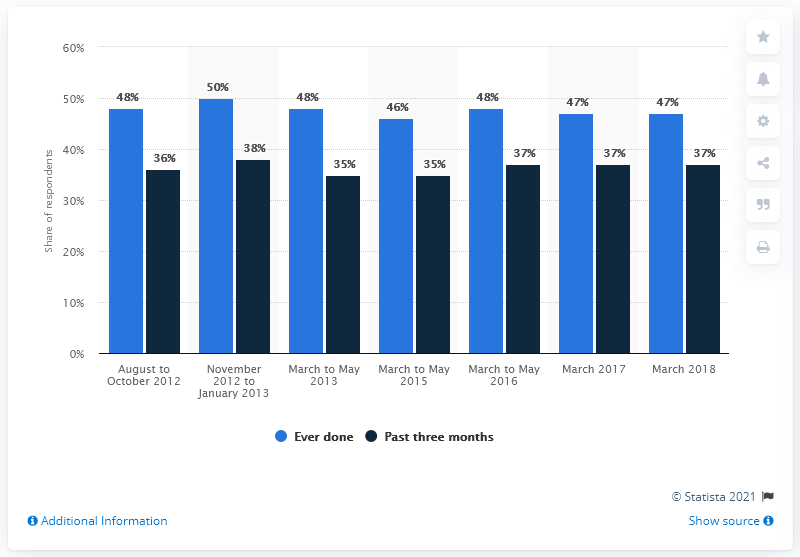 60%
50%
40%
30%
20%
10%
0%
Share of respondents
48%
36%
50%
38%
48%
35%
46%
35%
48%
37%
47%
37%
47%
37%
August to
October 2012
November
2012 to
January 2013
March to May
2013
March to May
2015
March to May
2016
March 2017
March 2018
Ever done
Past three months
© Statista 2021
Additional Information
Show source